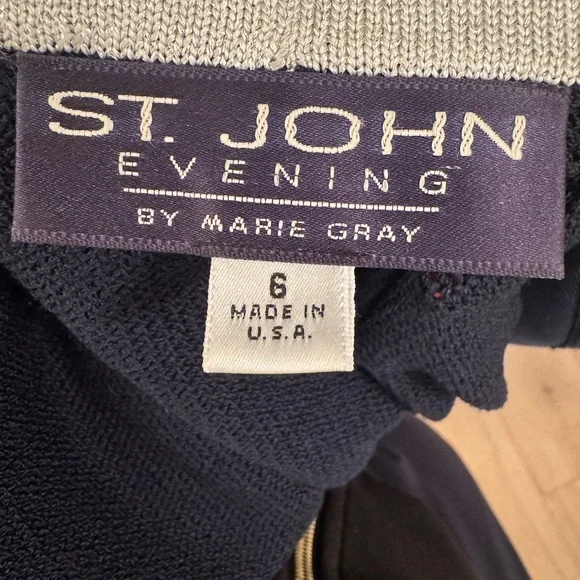 ST. JOHN
EVENING
BY MARIE GRAY
6
MADE IN
U.S.A.